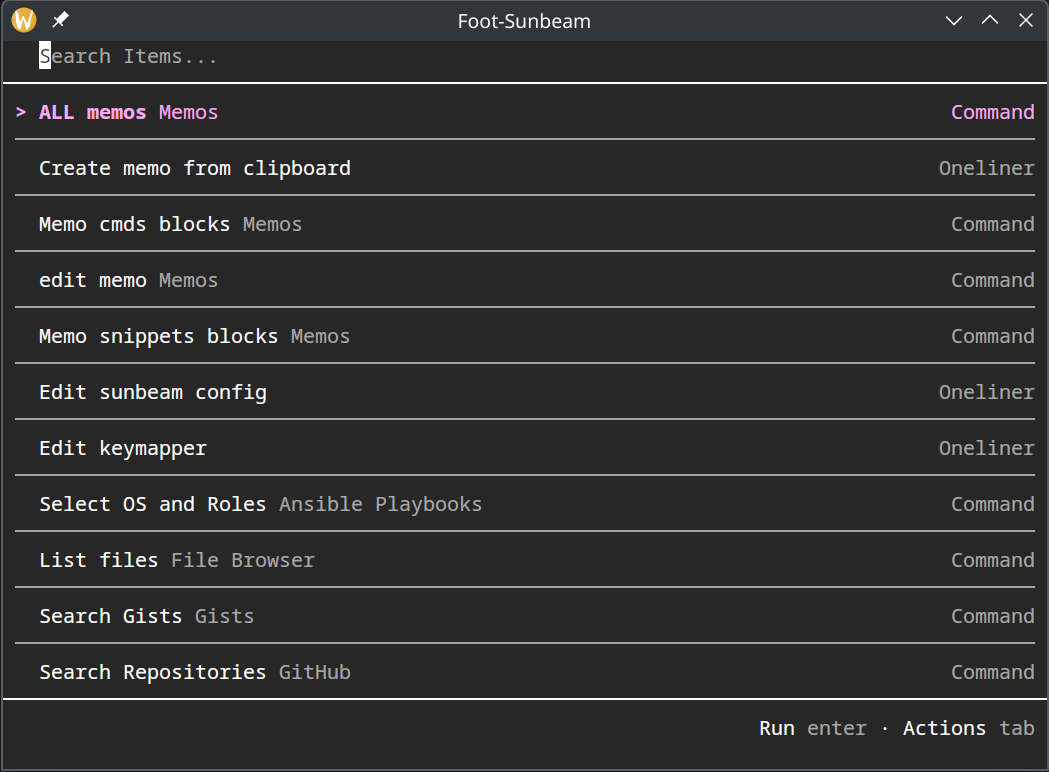 W Foot-Sunbeam
Search Items...
> ALL memos Memos Command
Create memo from clipboard Oneliner
Memo cmds blocks Memos Command
edit memo Memos Command
Memo snippets blocks Memos Command
Edit sunbeam config Oneliner
Edit keymapper Oneliner
Select OS and Roles Ansible Playbooks Command
List files File Browser Command
Search Gists Gists Command
Search Repositories GitHub Command
Run enter · Actions tab